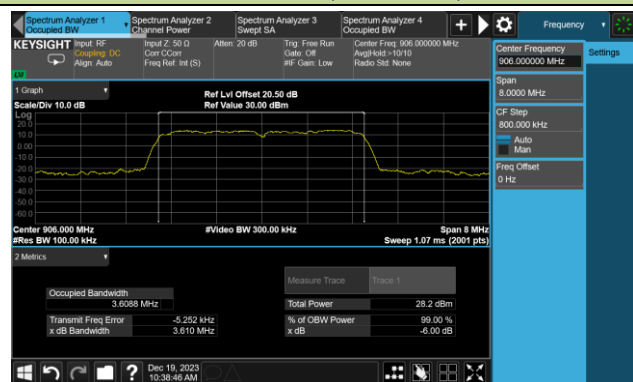 Spectrum Analyzer 1
Occupied BW
Spectrum Analyzer 2
Channel Power
Spectrum Analyzer 3
Swept SA
Spectrum Analyzer 4
Occupied BW
Frequency
KEYSIGHT
Input: RF
Coupling: DC
Align: Auto
Input Z: 50 Ω
Corr CCorr
Freq Ref: Int (S)
Atten: 20 dB
Trig: Free Run
Gate: Off
#IF Gain: Low
Center Freq: 906.000000 MHz
Avg|Hold:>10/10
Radio Std: None
Center Frequency
906.000000 MHz
Settings
Span
8.0000 MHz
CF Step
800.000 kHz
Auto
Man
Freq Offset
0 Hz
1 Graph
Scale/Div 10.0 dB
Ref Lvl Offset 20.50 dB
Ref Value 30.00 dBm
Log
20.0
10.0
0.00
-10.0
-20.0
-30.0
-40.0
-50.0
-60.0
Center 906.000 MHz
#Res BW 100.00 kHz
#Video BW 300.00 kHz
Span 8 MHz
Sweep 1.07 ms (2001 pts)
2 Metrics
Measure Trace
Trace 1
Occupied Bandwidth
3.6088 MHz
Total Power
28.2 dBm
Transmit Freq Error
-5.252 kHz
% of OBW Power
99.00 %
x dB Bandwidth
3.610 MHz
x dB
-6.00 dB
Dec 19, 2023
10:38:46 AM